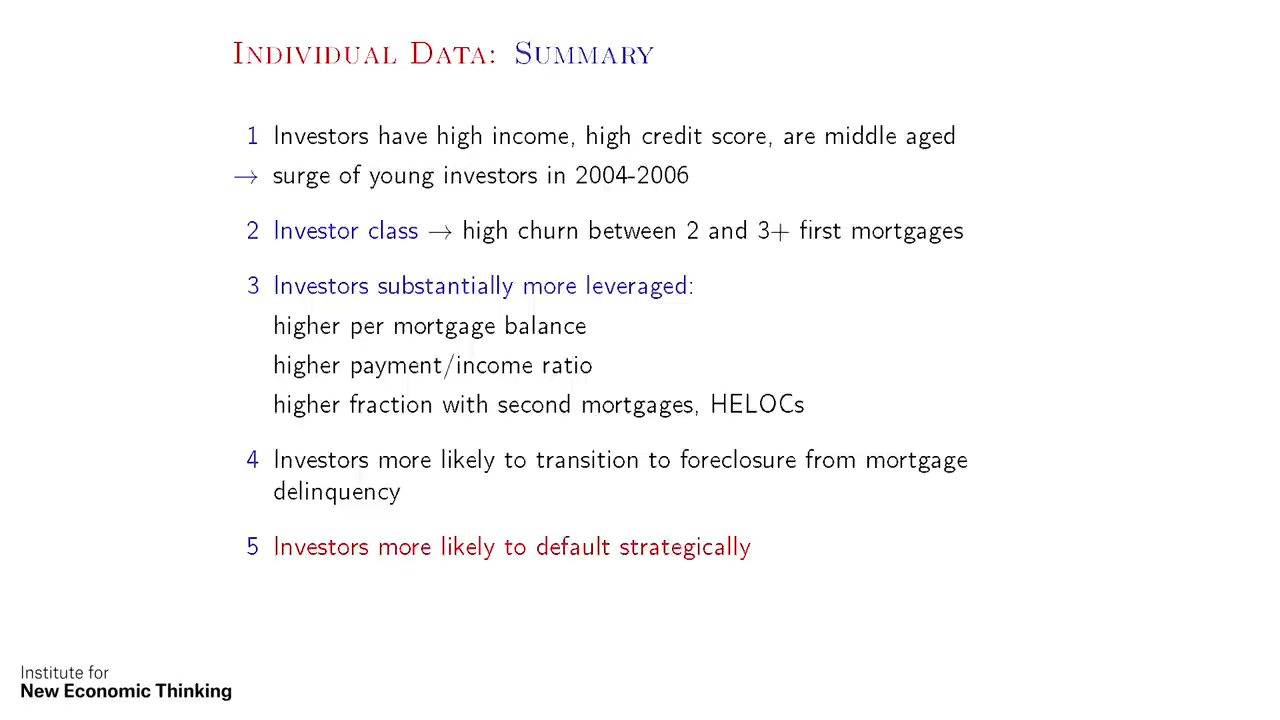 Individual Data: Summary
1 Investors have high income, high credit score, are middle aged
→ surge of young investors in 2004-2006
2 Investor class → high churn between 2 and 3+ first mortgages
3 Investors substantially more leveraged:
higher per mortgage balance
higher payment/income ratio
higher fraction with second mortgages, HELOCs
4 Investors more likely to transition to foreclosure from mortgage
delinquency
5 Investors more likely to default strategically
Institute for
New Economic Thinking